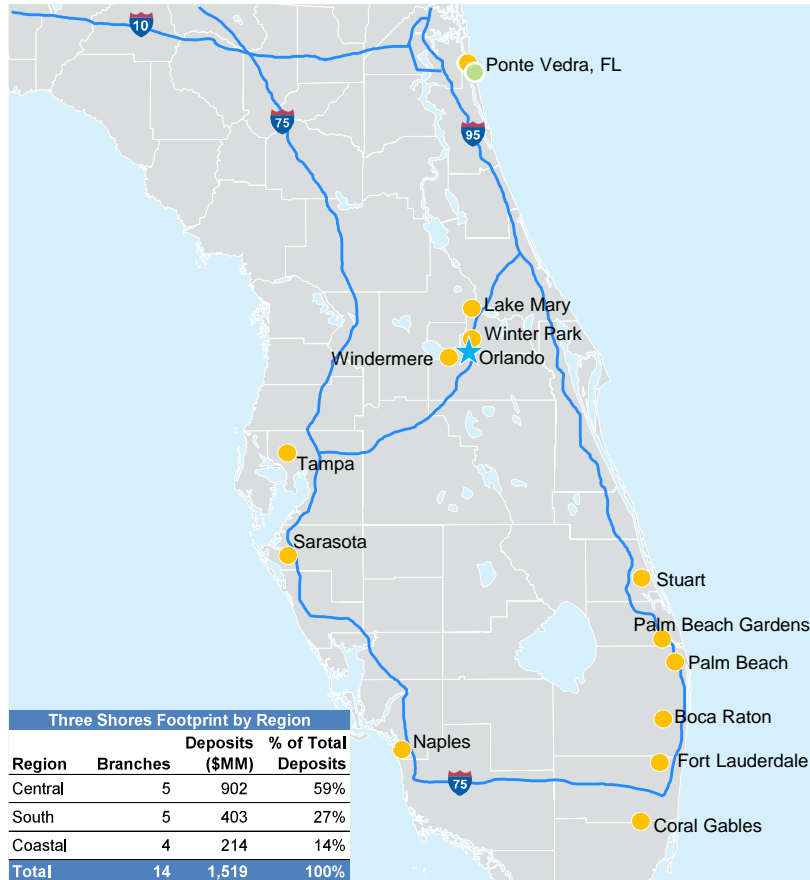 10
Ponte Vedra, FL
75
95
Lake Mary
Winter Park
Windermere
Orlando
Tampa
Sarasota
Stuart
Palm Beach Gardens
Palm Beach
Boca Raton
Naples
Fort Lauderdale
75
Coral Gables
Three Shores Footprint by Region
Deposits % of Total
Region Branches ($MM) Deposits
Central 5 902 59%
South 5 403 27%
Coastal 4 214 14%
Total 14 1,519 100%